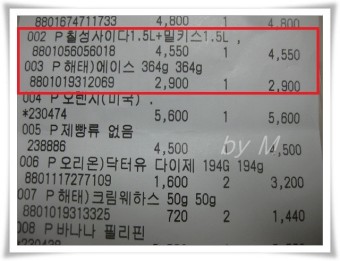 8801674711733 4,800 1 4,800
002 P칠성사이다1.5L+밀키스1.5L ,
8801056056018 4,550 1 4,550
003 P해태)에이스 364g 364g
8801019312069 2,900 1 2,900
004 P오렌지(미국) ,
*230474 5,600 1 5,600
005 P제빵류 없음
238886 4,500 1 4,500
by M
006 P오리온)닥터유 다이제 194G 194g
8801117277109 1,600 2 3,200
007 P해태)크림웨하스 50g 50g
8801019313325 720 2 1,440
008 P바나나 필리핀